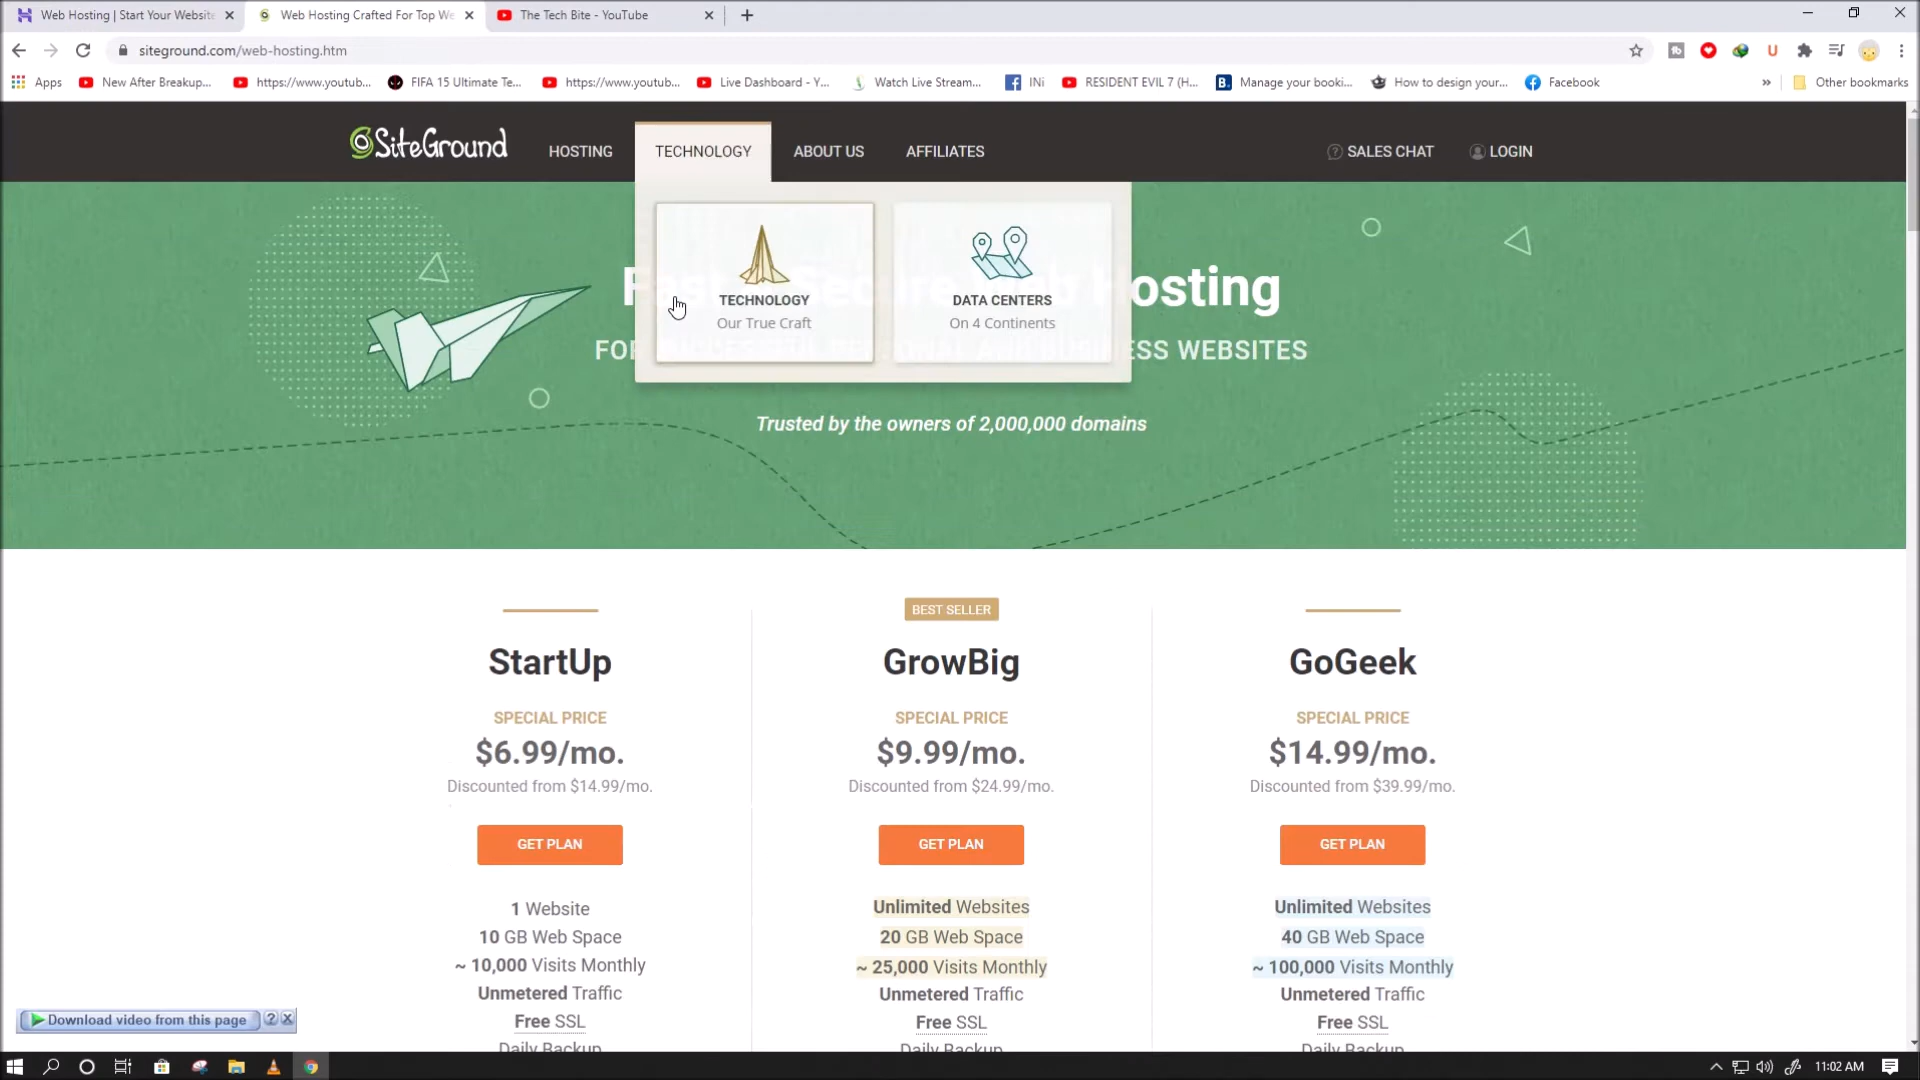 Web Hosting | Start Your Website
Web Hosting Crafted For Top We
The Tech Bite - YouTube
siteground.com/web-hosting.htm
Apps
New After Breakup...
https://www.youtub...
FIFA 15 Ultimate Te...
https://www.youtub...
Live Dashboard - Y...
Watch Live Stream...
INi
RESIDENT EVIL 7 (H...
B.
Manage your booki...
How to design your...
Facebook
»
Other bookmarks
SiteGround
HOSTING
TECHNOLOGY
ABOUT US
AFFILIATES
SALES CHAT
LOGIN
TECHNOLOGY
Our True Craft
DATA CENTERS
On 4 Continents
Fast & Secure Web Hosting
FOR SUCCESSFUL PERSONAL AND BUSINESS WEBSITES
Trusted by the owners of 2,000,000 domains
StartUp
SPECIAL PRICE
$6.99/mo.
Discounted from $14.99/mo.
GET PLAN
1 Website
10 GB Web Space
~ 10,000 Visits Monthly
Unmetered Traffic
Free SSL
Daily Backup
BEST SELLER
GrowBig
SPECIAL PRICE
$9.99/mo.
Discounted from $24.99/mo.
GET PLAN
Unlimited Websites
20 GB Web Space
~ 25,000 Visits Monthly
Unmetered Traffic
Free SSL
Daily Backup
GoGeek
SPECIAL PRICE
$14.99/mo.
Discounted from $39.99/mo.
GET PLAN
Unlimited Websites
40 GB Web Space
~ 100,000 Visits Monthly
Unmetered Traffic
Free SSL
Daily Backup
Download video from this page
11:02 AM